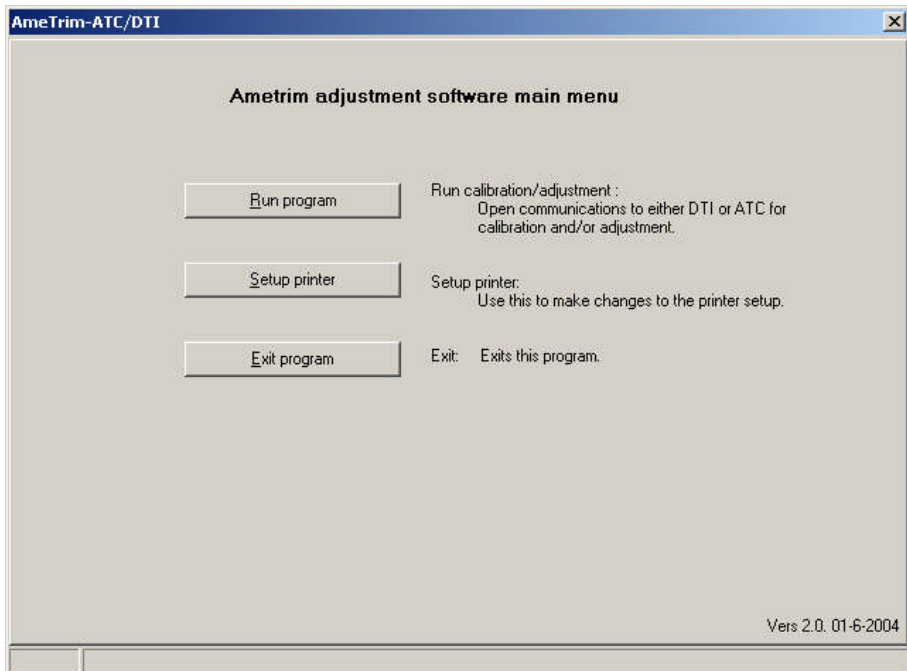 AmeTrim-ATC/DTI
Ametrim adjustment software main menu
Run program
Run calibration/adjustment :
Open communications to either DTI or ATC for
calibration and/or adjustment.
Setup printer
Setup printer:
Use this to make changes to the printer setup.
Exit program
Exit: Exits this program.
Vers 2.0. 01-6-2004